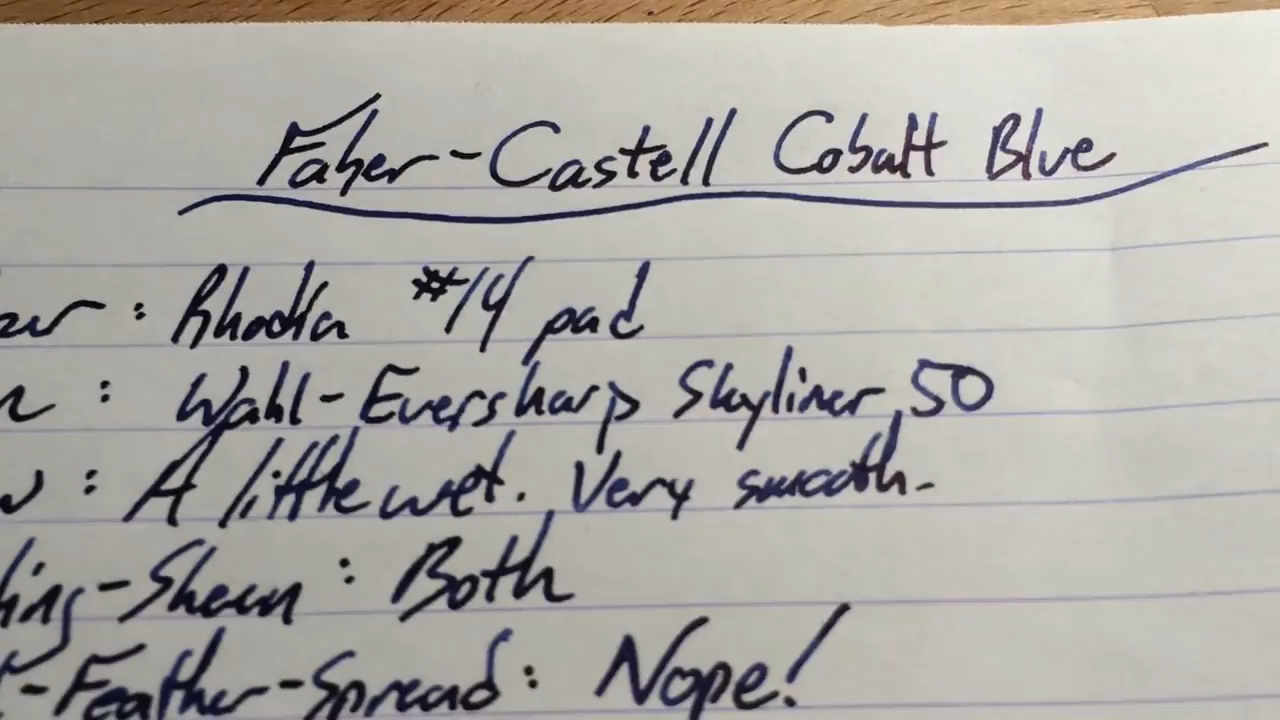 Faber-Castell Cobalt Blue
: Rhodia #14 pad
: Wahl-Eversharp Skyliner 50
: A little wet. Very smooth.
ling-Sheen : Both
-Feather-Spread : Nope!